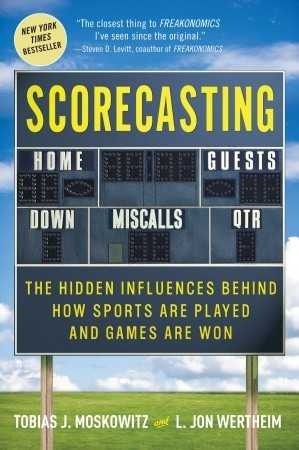 "The closest thing to FREAKONOMICS
I've seen since the original."
—Steven D. Levitt, coauthor of FREAKONOMICS
NEW YORK
TIMES
BESTSELLER
SCORECASTING
HOME GUESTS
DOWN MISCALLS QTR
THE HIDDEN INFLUENCES BEHIND
HOW SPORTS ARE PLAYED
AND GAMES ARE WON
TOBIAS J. MOSKOWITZ and L. JON WERTHEIM